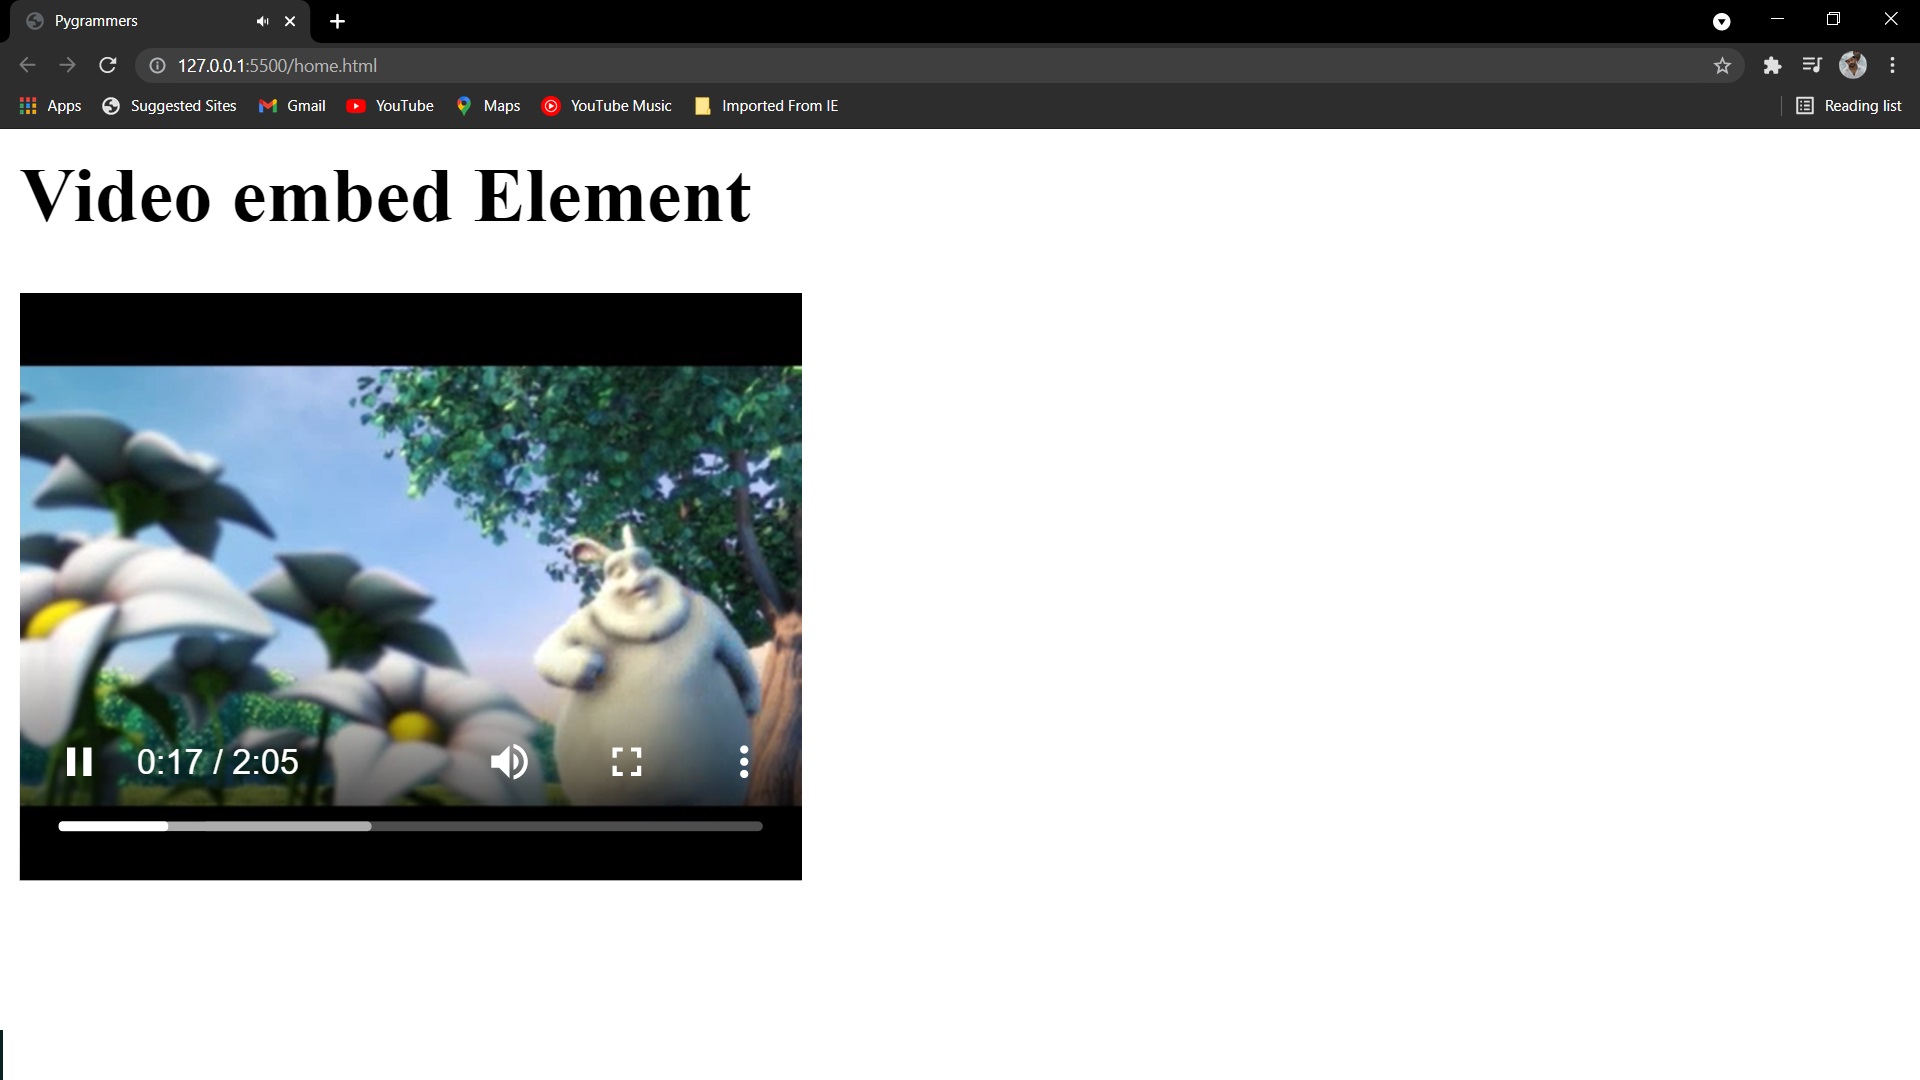 Pygrammers
127.0.0.1:5500/home.html
Apps Suggested Sites Gmail YouTube Maps YouTube Music Imported From IE Reading list
Video embed Element
0:17 / 2:05